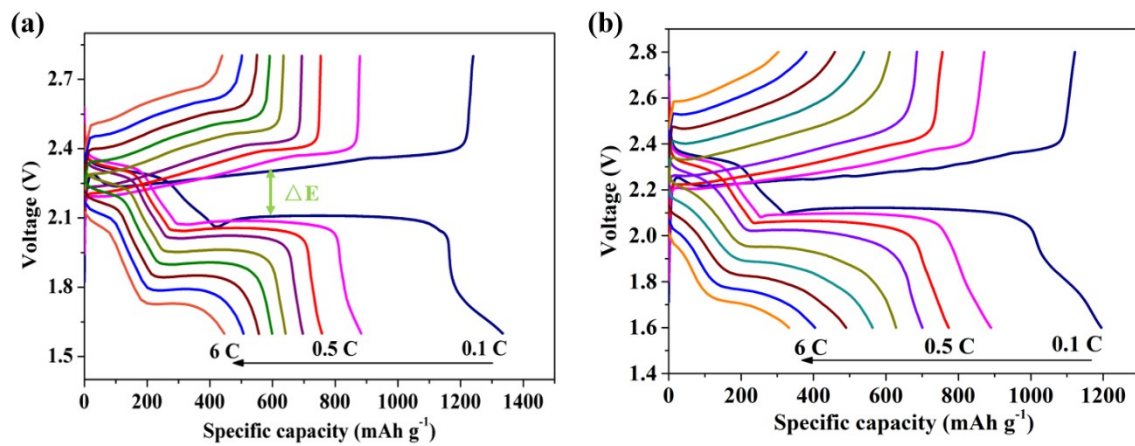 (a)
Voltage (V)
2.7
2.4
2.1
1.8
1.5
△E
6 C
0.5 C
0.1 C
0 200 400 600 800 1000 1200 1400
Specific capacity (mAh g⁻¹)
(b)
Voltage (V)
2.8
2.6
2.4
2.2
2.0
1.8
1.6
1.4
6 C
0.5 C
0.1 C
0 200 400 600 800 1000 1200
Specific capacity (mAh g⁻¹)